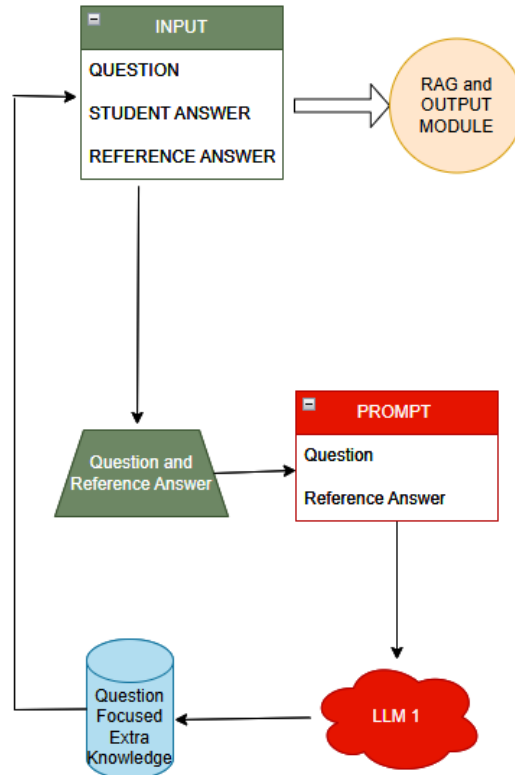 INPUT
QUESTION
STUDENT ANSWER
REFERENCE ANSWER
RAG and
OUTPUT
MODULE
PROMPT
Question
Reference Answer
Question and
Reference Answer
Question
Focused
Extra
Knowledge
LLM 1